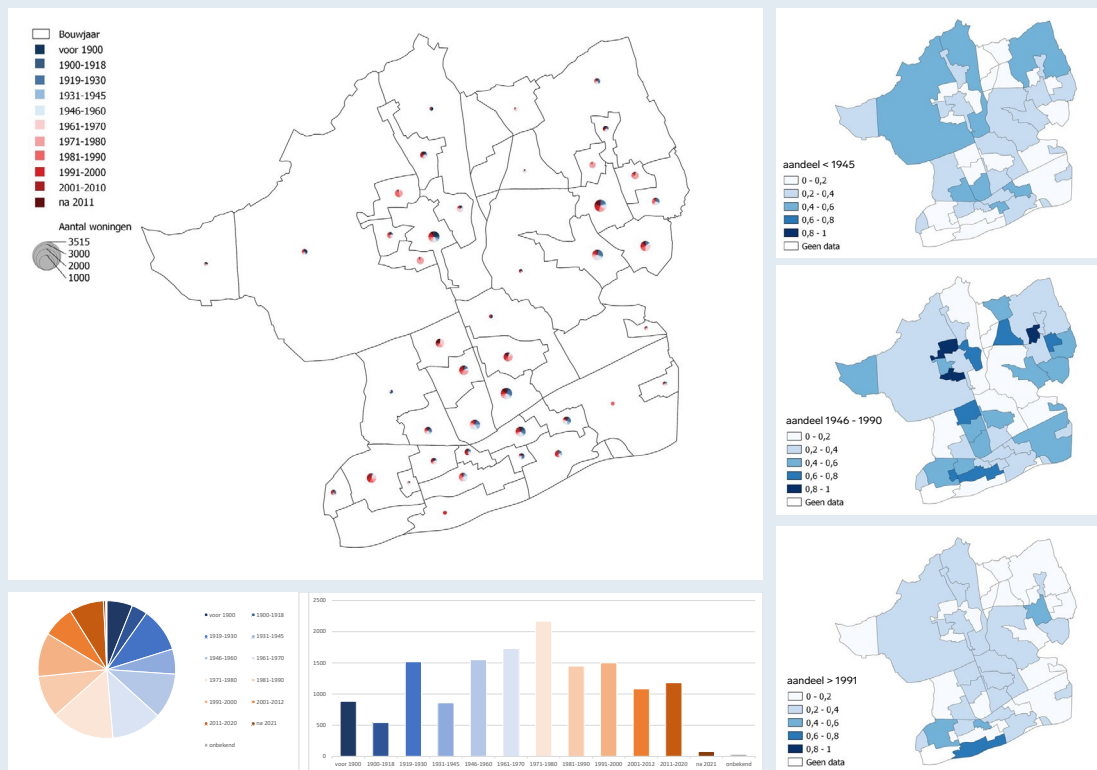 Bouwjaar
voor 1900
1900-1918
1919-1930
1931-1945
1946-1960
1961-1970
1971-1980
1981-1990
1991-2000
2001-2010
na 2011
Aantal woningen
3515
3000
2000
1000
aandeel < 1945
0 - 0,2
0,2 - 0,4
0,4 - 0,6
0,6 - 0,8
0,8 - 1
Geen data
aandeel 1946 - 1990
0 - 0,2
0,2 - 0,4
0,4 - 0,6
0,6 - 0,8
0,8 - 1
Geen data
aandeel > 1991
0 - 0,2
0,2 - 0,4
0,4 - 0,6
0,6 - 0,8
0,8 - 1
Geen data
voor 1900 1900-1918
1919-1930 1931-1945
1946-1960 1961-1970
1971-1980 1981-1990
1991-2000 2001-2012
2011-2020 na 2021
onbekend
2500
2000
1500
1000
500
0
voor 1900 1900-1918 1919-1930 1931-1945 1946-1960 1961-1970 1971-1980 1981-1990 1991-2000 2001-2012 2011-2020 na 2021 onbekend